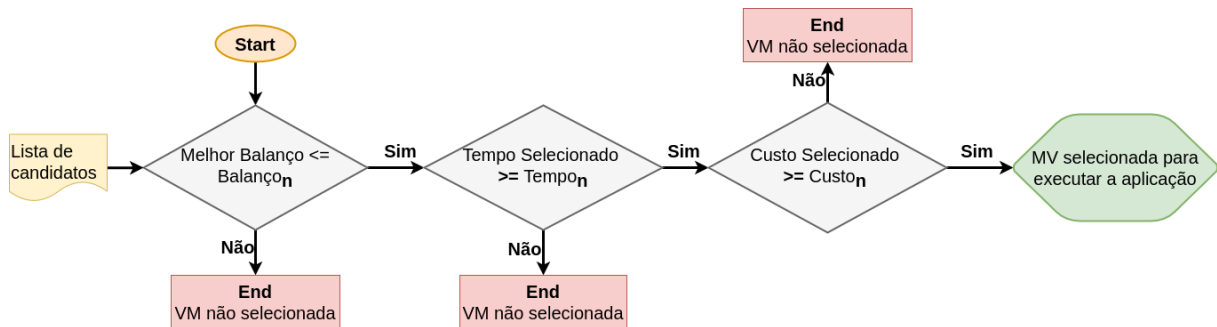 Start
Lista de
candidatos
Melhor Balanço <=
Balançon
Sim
Não
End
VM não selecionada
Tempo Selecionado
>= Tempon
Sim
Não
End
VM não selecionada
Custo Selecionado
>= Custon
Não
End
VM não selecionada
Sim
MV selecionada para
executar a aplicação